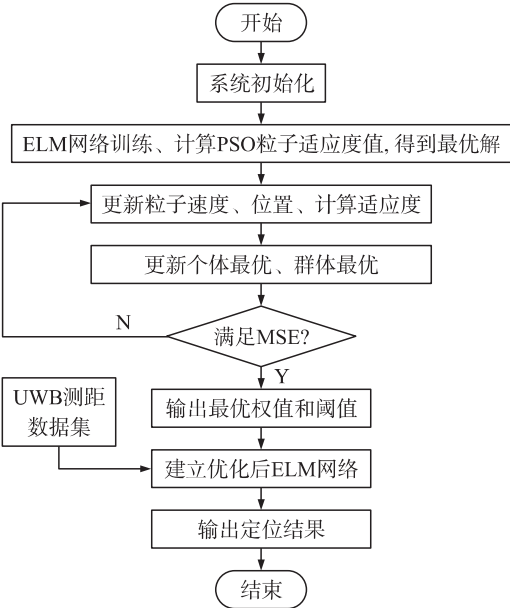 开始
系统初始化
ELM网络训练、计算PSO粒子适应度值, 得到最优解
更新粒子速度、位置、计算适应度
更新个体最优、群体最优
N
满足MSE?
Y
UWB测距
数据集
输出最优权值和阈值
建立优化后ELM网络
输出定位结果
结束